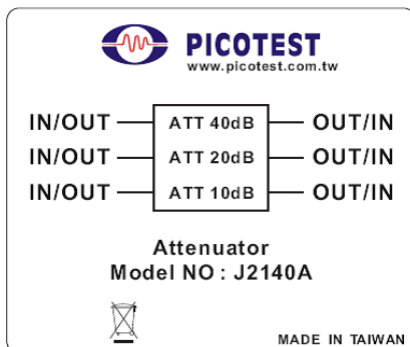 PICOTEST
www.picotest.com.tw
IN/OUT ATT 40dB OUT/IN
IN/OUT ATT 20dB OUT/IN
IN/OUT ATT 10dB OUT/IN
Attenuator
Model NO : J2140A
MADE IN TAIWAN